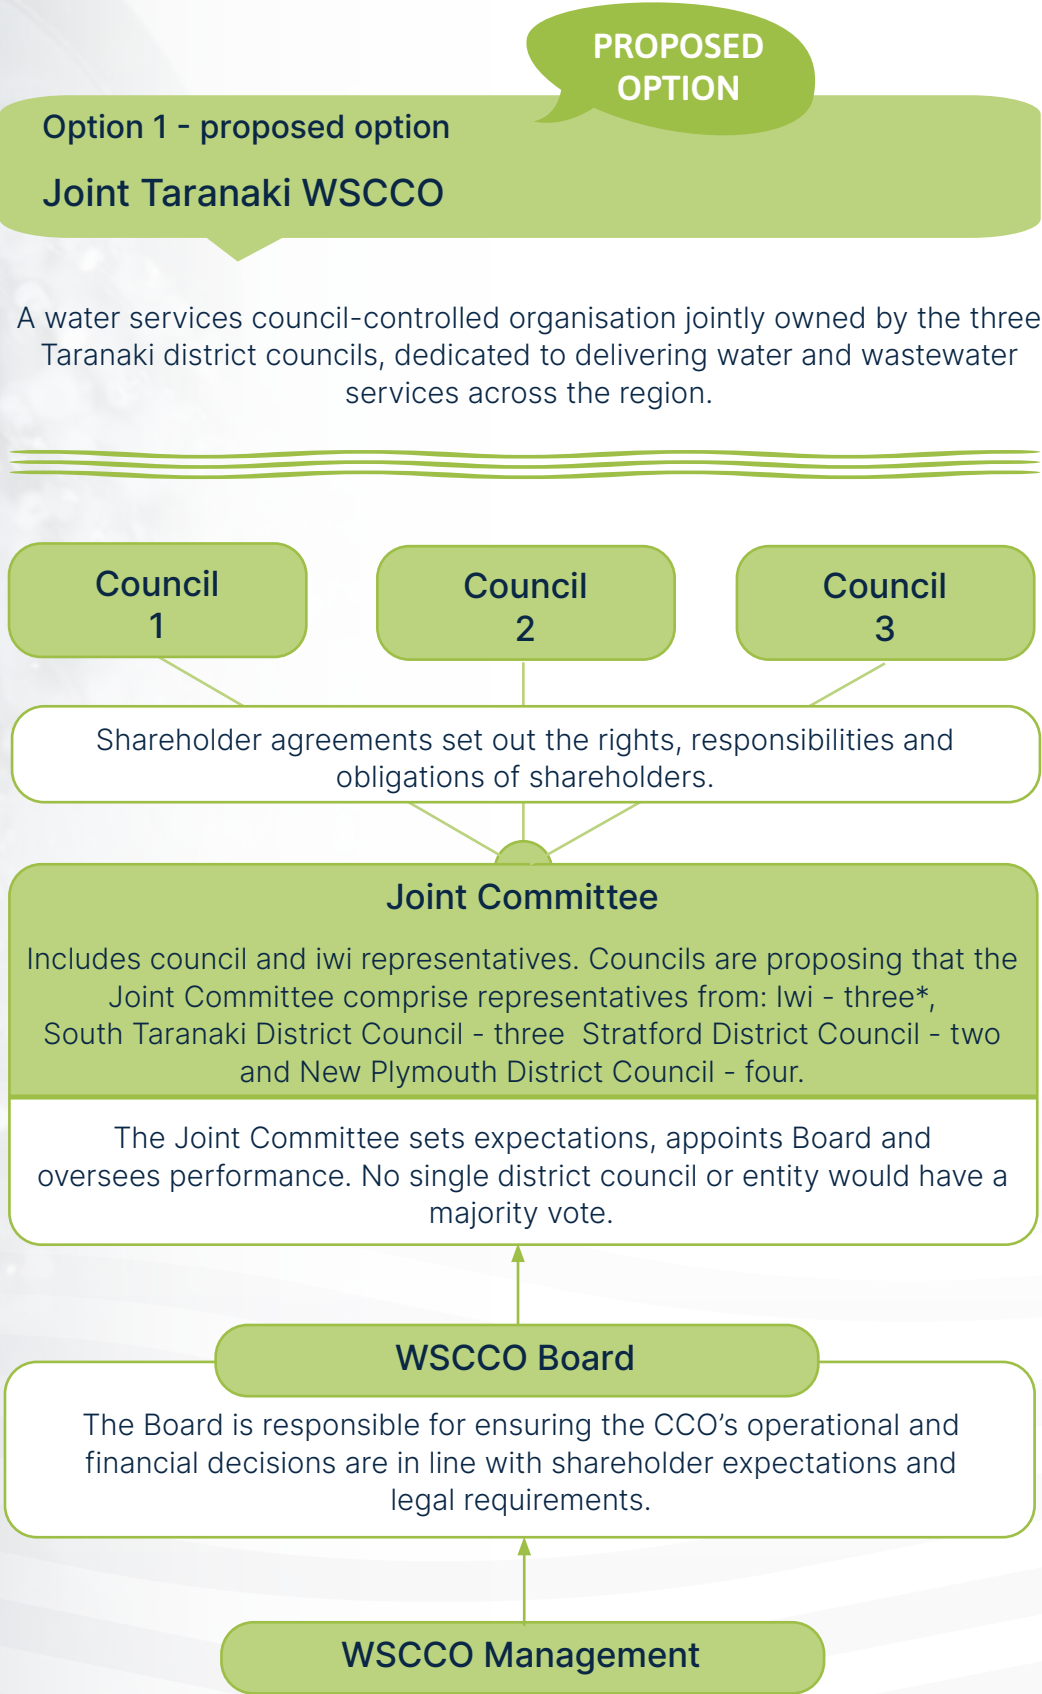 PROPOSED
OPTION
Option 1 - proposed option
Joint Taranaki WSCCO
A water services council-controlled organisation jointly owned by the three
Taranaki district councils, dedicated to delivering water and wastewater
services across the region.
Council
1
Council
2
Council
3
Shareholder agreements set out the rights, responsibilities and
obligations of shareholders.
Joint Committee
Includes council and iwi representatives. Councils are proposing that the
Joint Committee comprise representatives from: Iwi - three*,
South Taranaki District Council - three  Stratford District Council - two
and New Plymouth District Council - four.
The Joint Committee sets expectations, appoints Board and
oversees performance. No single district council or entity would have a
majority vote.
WSCCO Board
The Board is responsible for ensuring the CCO’s operational and
financial decisions are in line with shareholder expectations and
legal requirements.
WSCCO Management